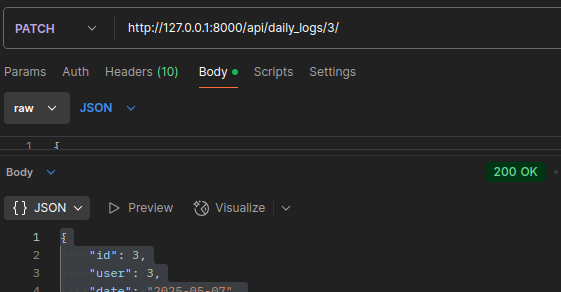 PATCH http://127.0.0.1:8000/api/daily_logs/3/
Params Auth Headers (10) Body Scripts Settings
raw JSON
1 {
Body 200 OK
{} JSON Preview Visualize
1 {
2 "id": 3,
3 "user": 3,
4 "date": "2025-05-07",